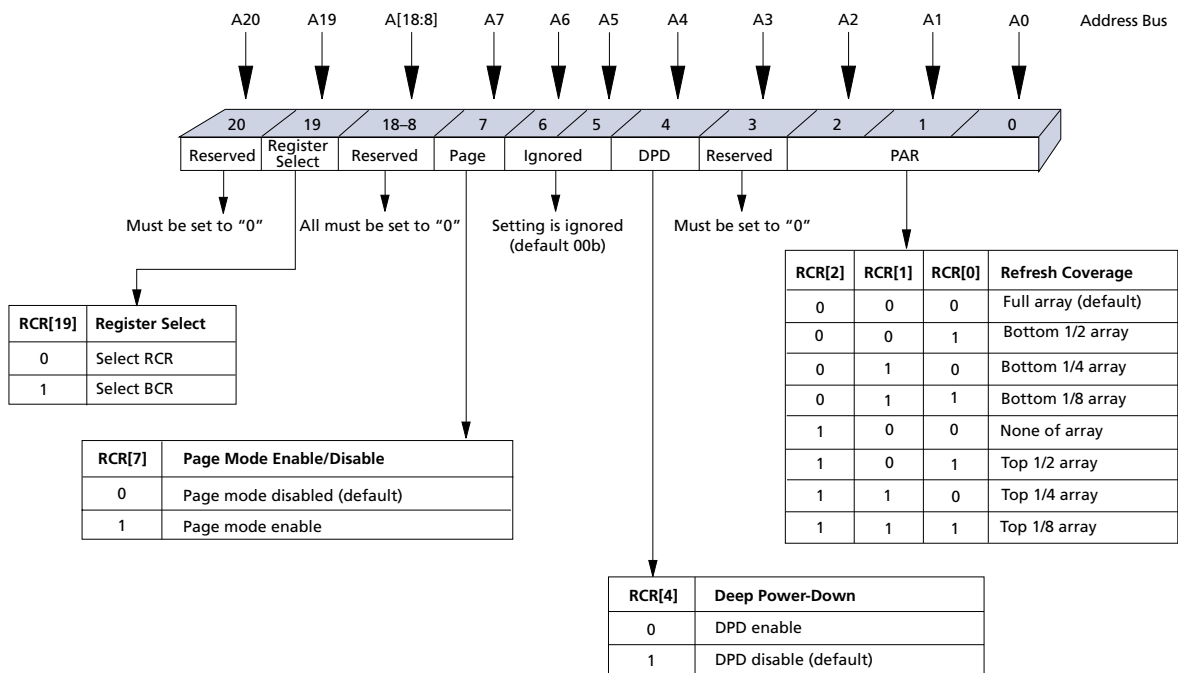 A20 A19 A[18:8] A7 A6 A5 A4 A3 A2 A1 A0 Address Bus
20 19 18–8 7 6 5 4 3 2 1 0
Reserved Register Select Reserved Page Ignored DPD Reserved PAR
Must be set to “0”
All must be set to “0”
Setting is ignored
(default 00b)
Must be set to “0”
RCR[19] Register Select
0 Select RCR
1 Select BCR
RCR[7] Page Mode Enable/Disable
0 Page mode disabled (default)
1 Page mode enable
RCR[2] RCR[1] RCR[0] Refresh Coverage
0 0 0 Full array (default)
0 0 1 Bottom 1/2 array
0 1 0 Bottom 1/4 array
0 1 1 Bottom 1/8 array
1 0 0 None of array
1 0 1 Top 1/2 array
1 1 0 Top 1/4 array
1 1 1 Top 1/8 array
RCR[4] Deep Power-Down
0 DPD enable
1 DPD disable (default)